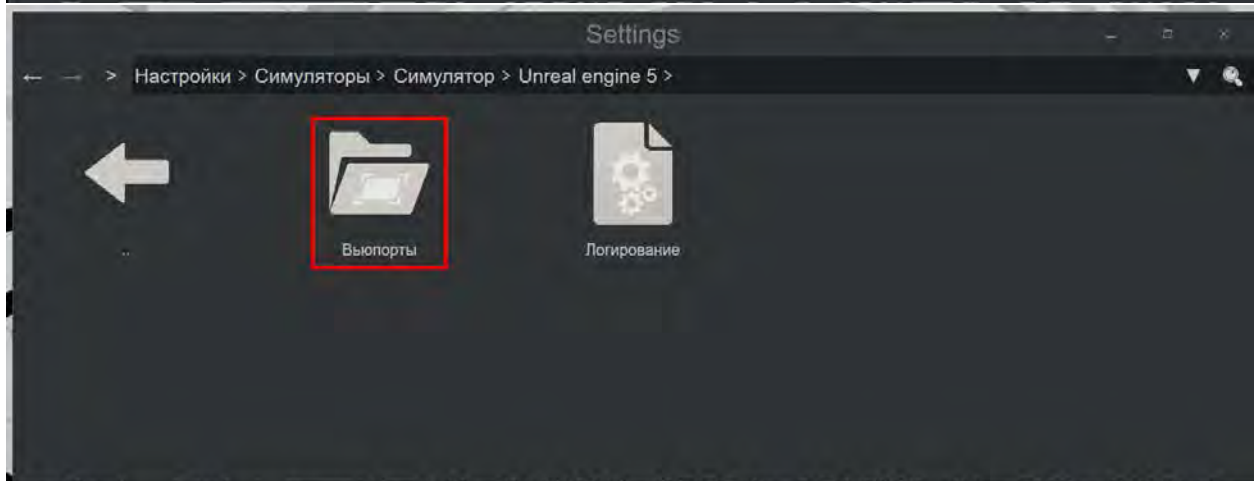 Settings
> Настройки > Симуляторы > Симулятор > Unreal engine 5 >
..
Вьюпорты
Логирование